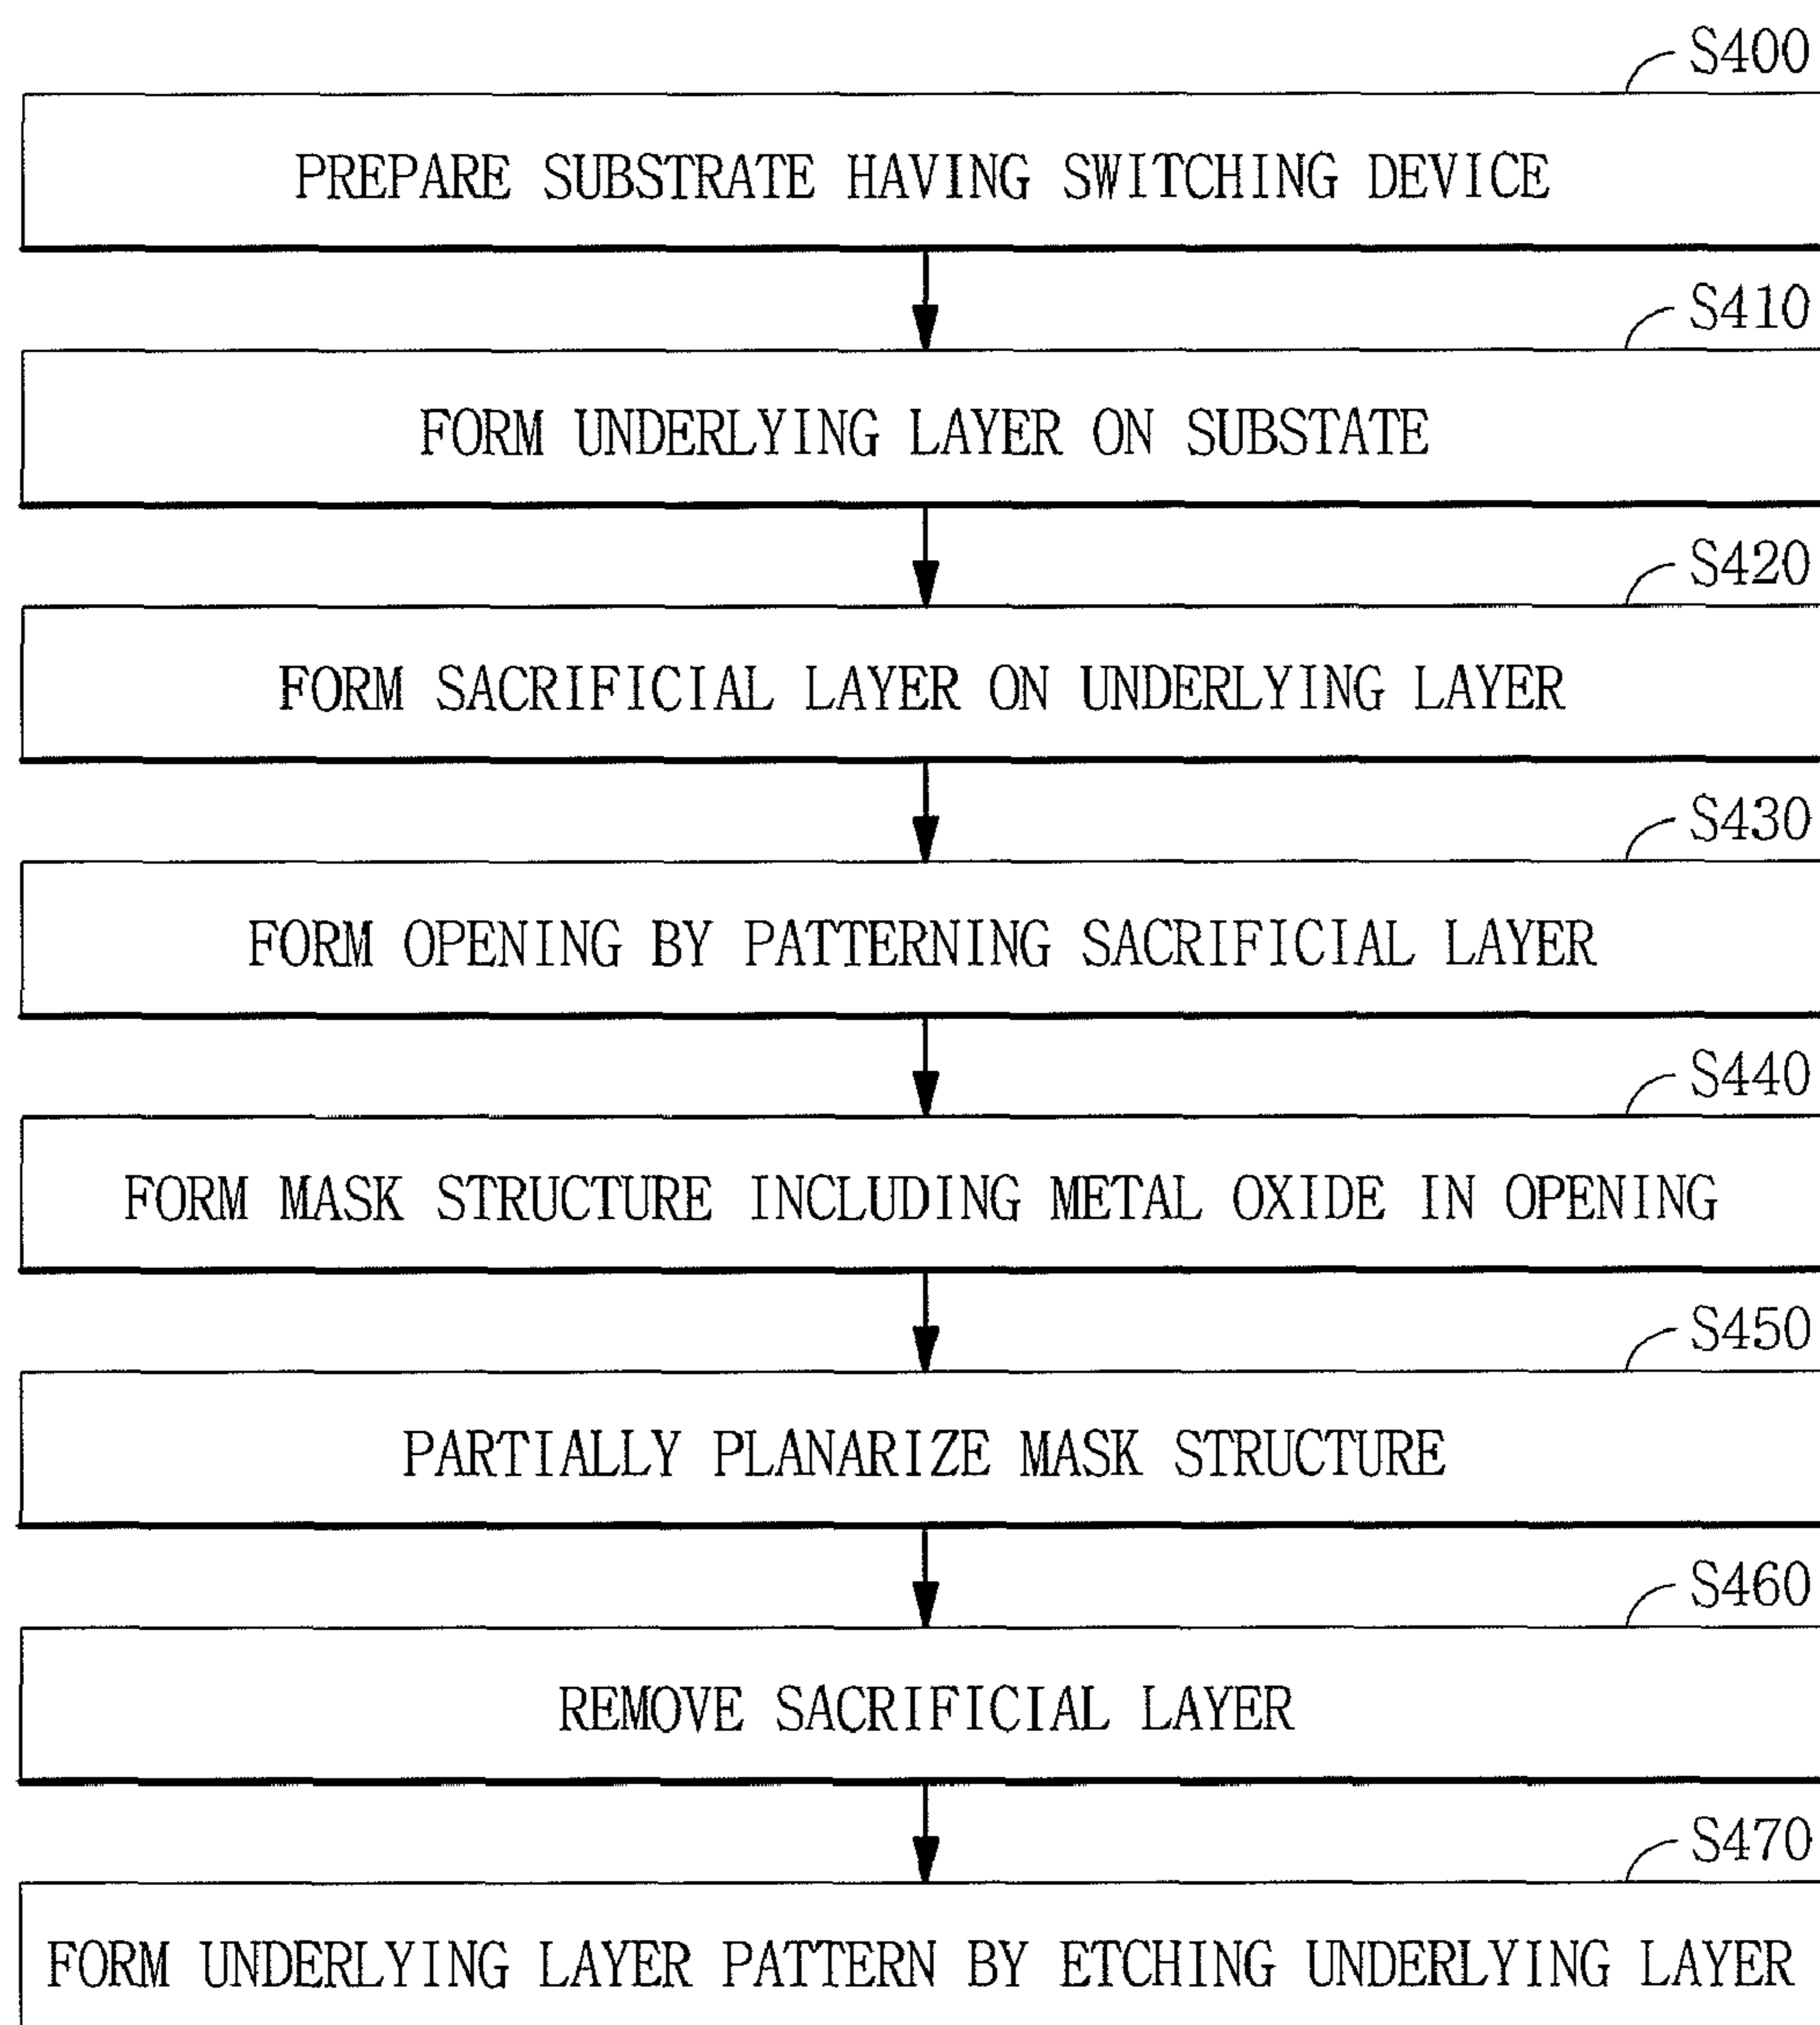 S400
PREPARE SUBSTRATE HAVING SWITCHING DEVICE
S410
FORM UNDERLYING LAYER ON SUBSTATE
S420
FORM SACRIFICIAL LAYER ON UNDERLYING LAYER
S430
FORM OPENING BY PATTERNING SACRIFICIAL LAYER
S440
FORM MASK STRUCTURE INCLUDING METAL OXIDE IN OPENING
S450
PARTIALLY PLANARIZE MASK STRUCTURE
S460
REMOVE SACRIFICIAL LAYER
S470
FORM UNDERLYING LAYER PATTERN BY ETCHING UNDERLYING LAYER